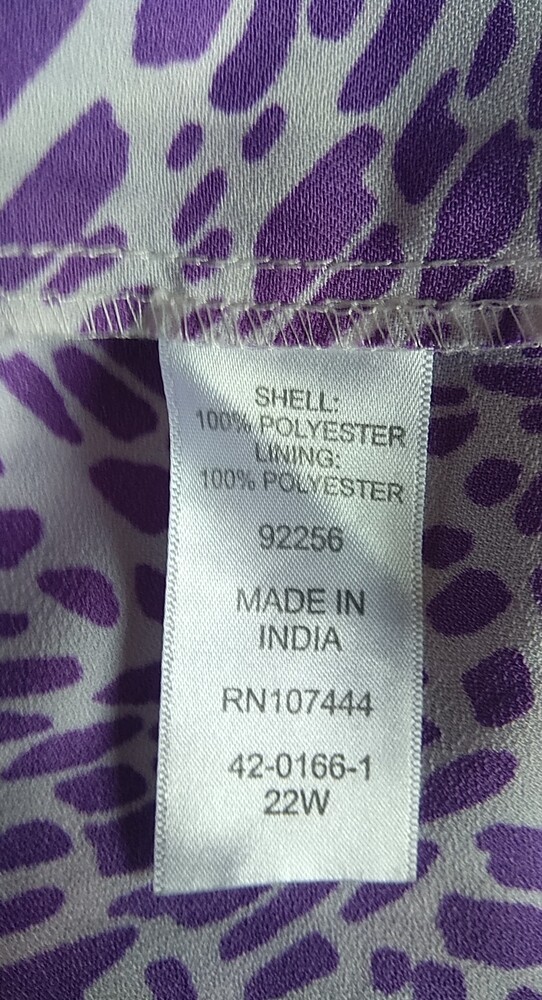 SHELL:
100% POLYESTER
LINING:
100% POLYESTER
92256
MADE IN
INDIA
RN107444
42-0166-1
22W